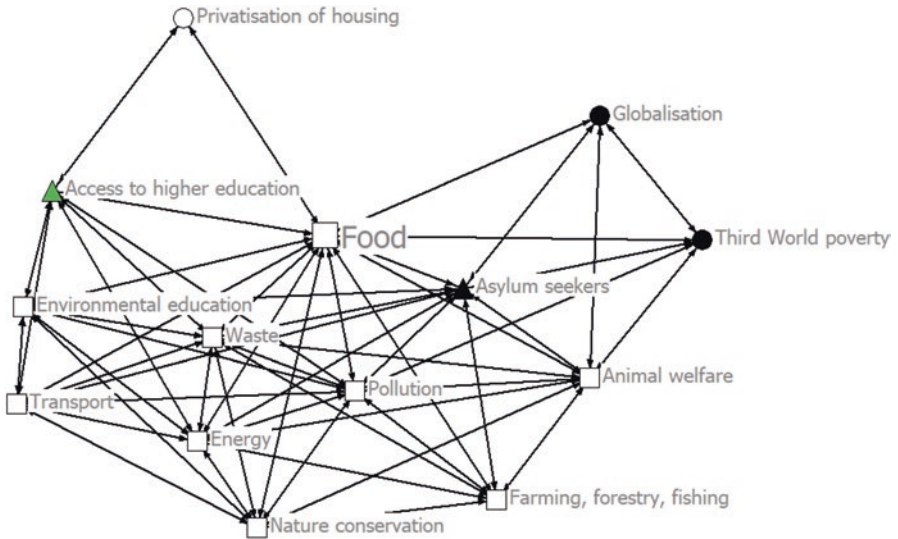 Privatisation of housing
Globalisation
Access to higher education
Food
Third World poverty
Asylum seekers
Environmental education
Waste
Animal welfare
Pollution
Transport
Energy
Farming, forestry, fishing
Nature conservation